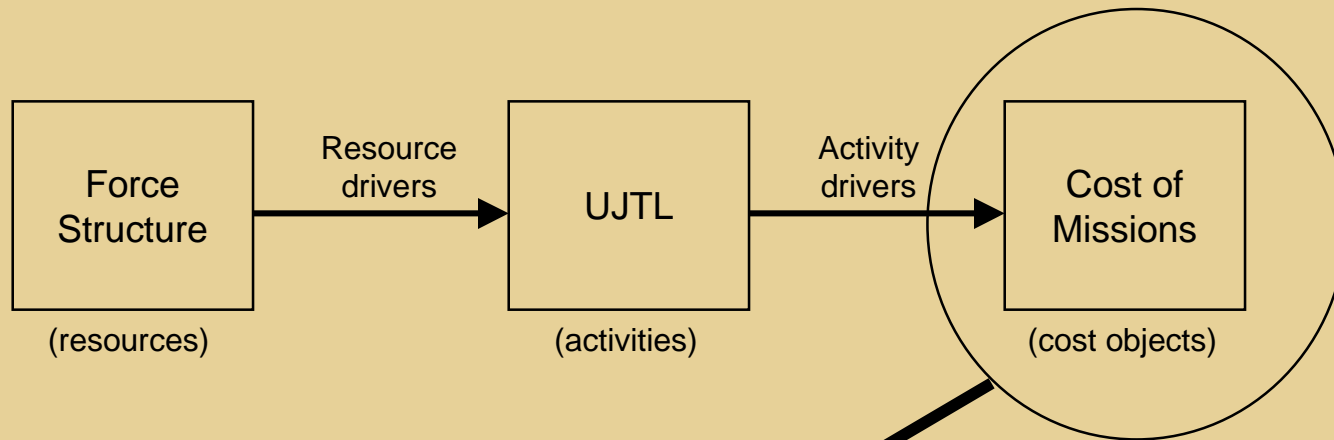 Force
Structure
(resources)
Resource
drivers
UJTL
(activities)
Activity
drivers
Cost of
Missions
(cost objects)